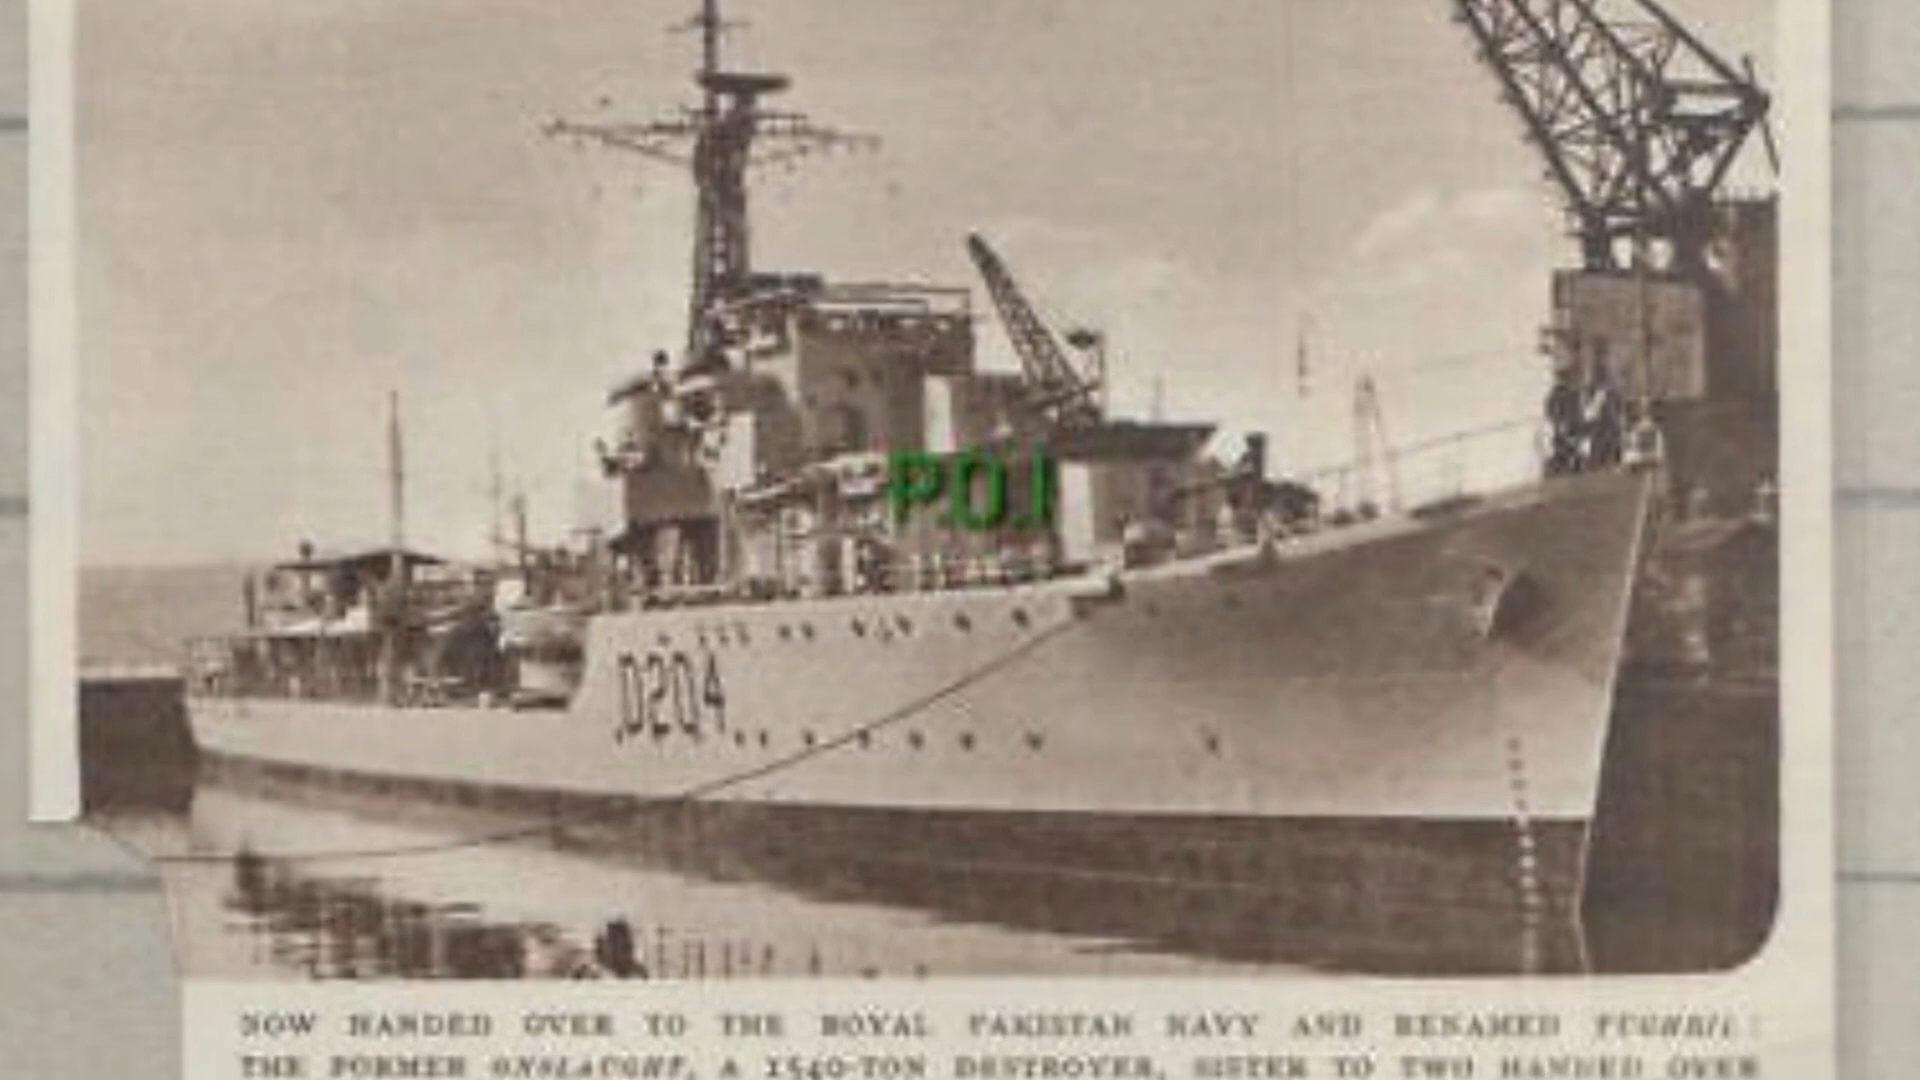 P.O.I
D204
NOW HANDED OVER TO THE ROYAL PAKISTAN NAVY AND RENAMED TUGHRIL :
THE FORMER ONSLAUGHT, A 1540-TON DESTROYER, SISTER TO TWO HANDED OVER